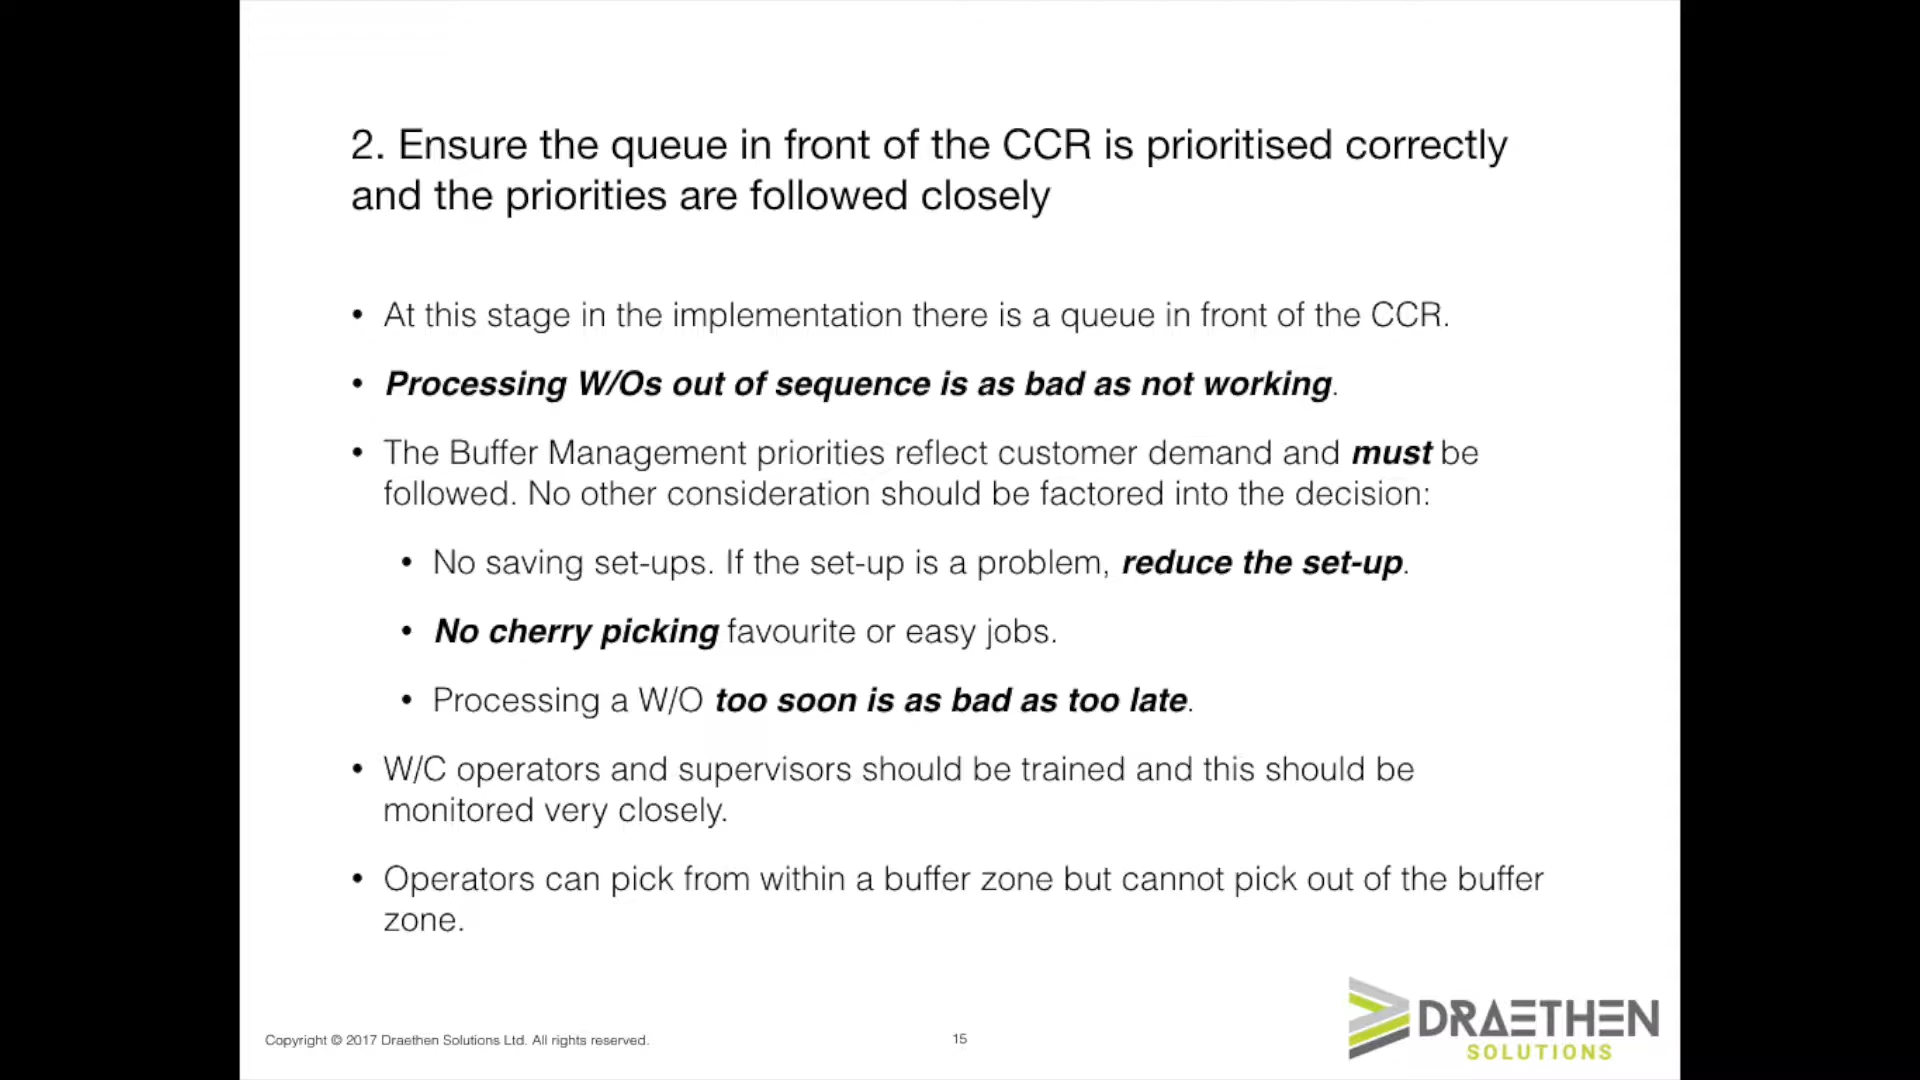 2. Ensure the queue in front of the CCR is prioritised correctly
and the priorities are followed closely
• At this stage in the implementation there is a queue in front of the CCR.
• Processing W/Os out of sequence is as bad as not working.
• The Buffer Management priorities reflect customer demand and must be
followed. No other consideration should be factored into the decision:
• No saving set-ups. If the set-up is a problem, reduce the set-up.
• No cherry picking favourite or easy jobs.
• Processing a W/O too soon is as bad as too late.
• W/C operators and supervisors should be trained and this should be
monitored very closely.
• Operators can pick from within a buffer zone but cannot pick out of the buffer
zone.
Copyright © 2017 Draethen Solutions Ltd. All rights reserved.
15
DRAETHEN
SOLUTIONS